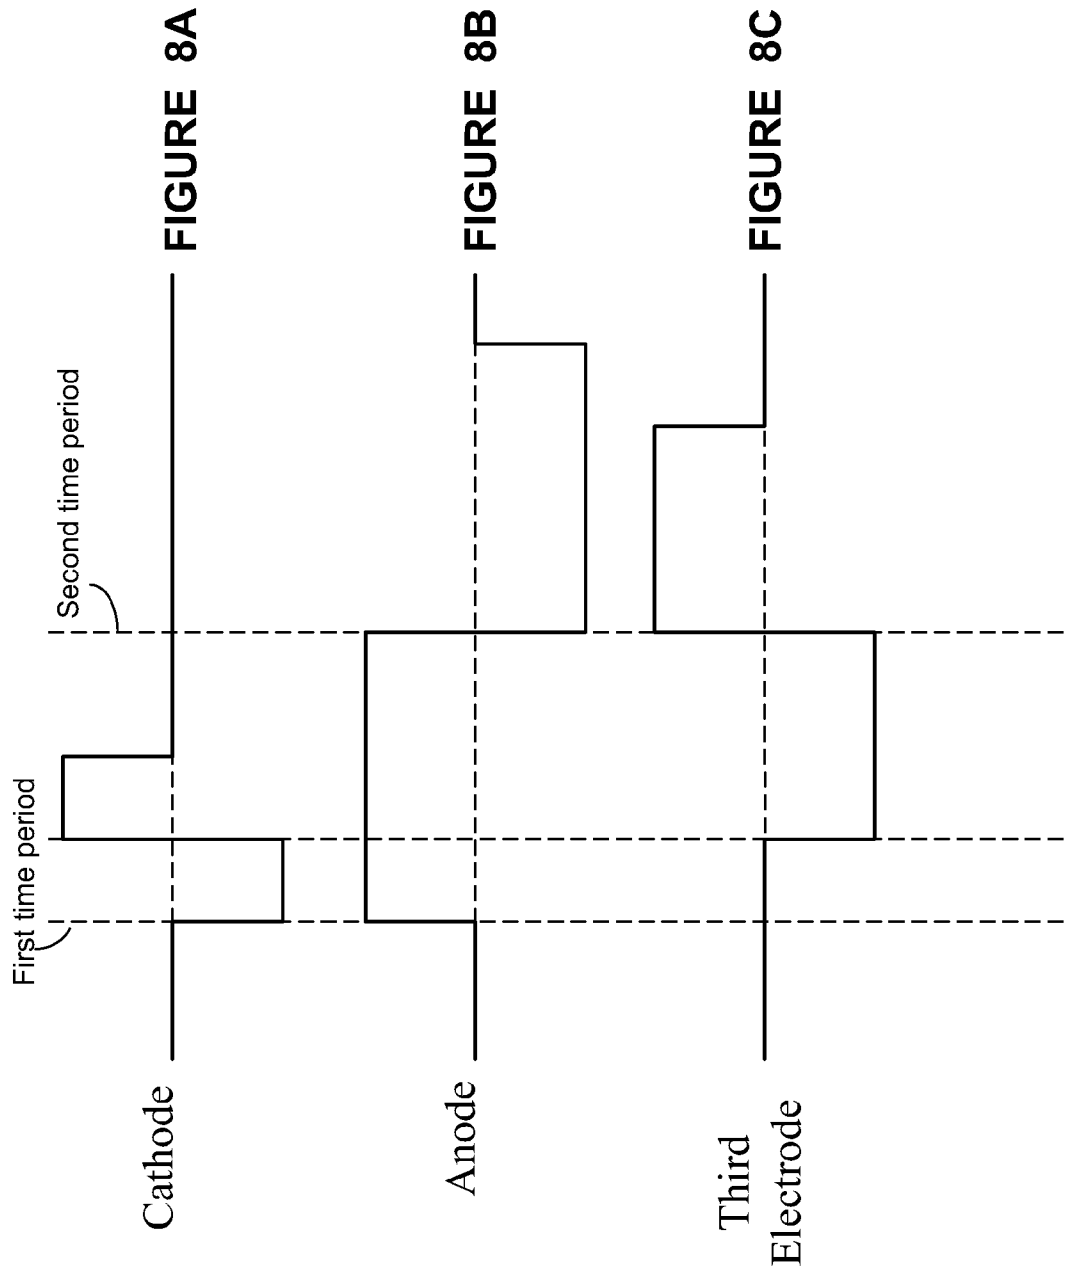 First time period
Second time period
Cathode
FIGURE 8A
Anode
FIGURE 8B
Third
Electrode
FIGURE 8C